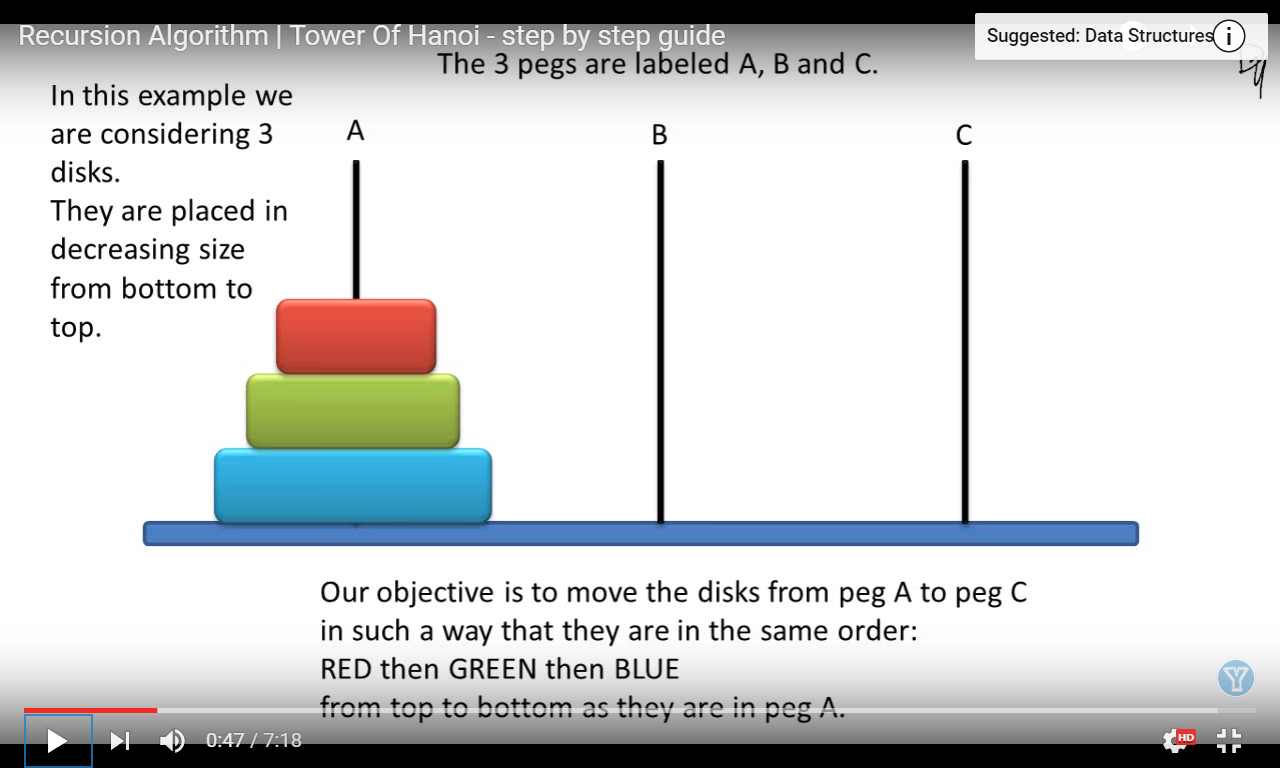 Recursion Algorithm | Tower Of Hanoi - step by step guide
Suggested: Data Structures
The 3 pegs are labeled A, B and C.
In this example we
are considering 3
disks.
They are placed in
decreasing size
from bottom to
top.
A
B
C
Our objective is to move the disks from peg A to peg C
in such a way that they are in the same order:
RED then GREEN then BLUE
from top to bottom as they are in peg A.
0:47 / 7:18
HD